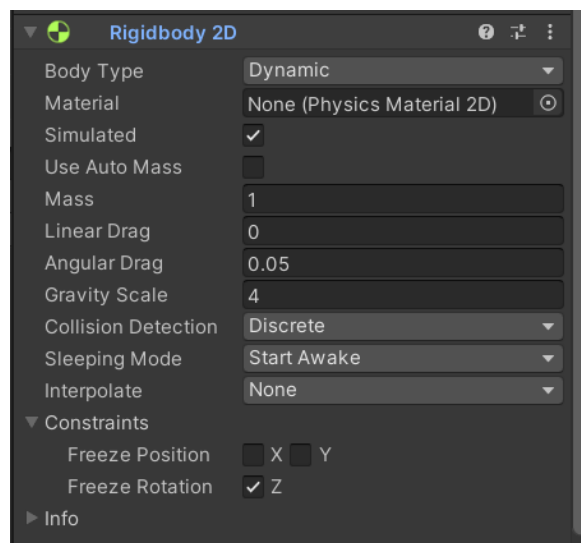 Rigidbody 2D
Body Type Dynamic
Material None (Physics Material 2D)
Simulated
Use Auto Mass
Mass 1
Linear Drag 0
Angular Drag 0.05
Gravity Scale 4
Collision Detection Discrete
Sleeping Mode Start Awake
Interpolate None
Constraints
Freeze Position X Y
Freeze Rotation Z
Info